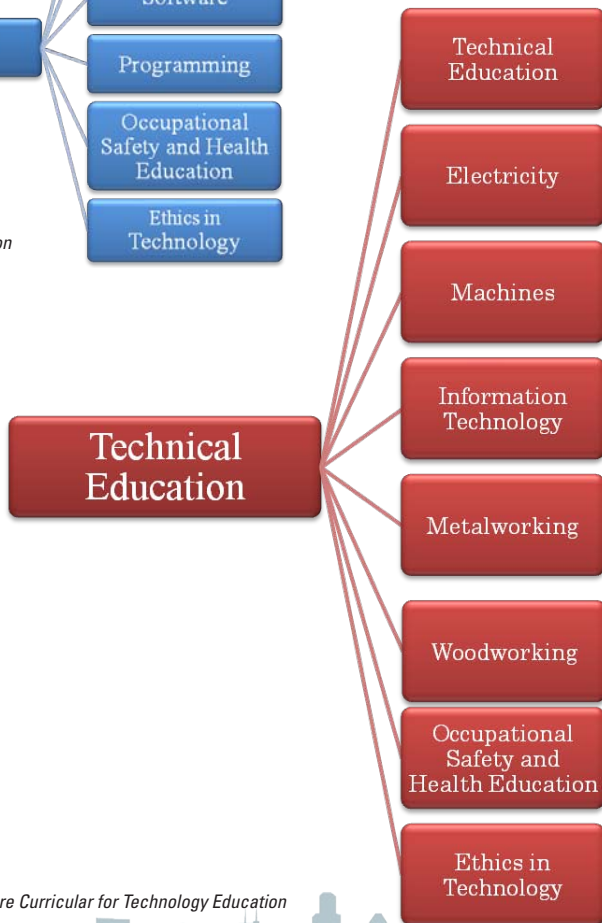 Software
Programming
Occupational
Safety and Health
Education
Ethics in
Technology
Technical
Education
Technical
Education
Electricity
Machines
Information
Technology
Metalworking
Woodworking
Occupational
Safety and
Health Education
Ethics in
Technology
Curricular for Technology Education